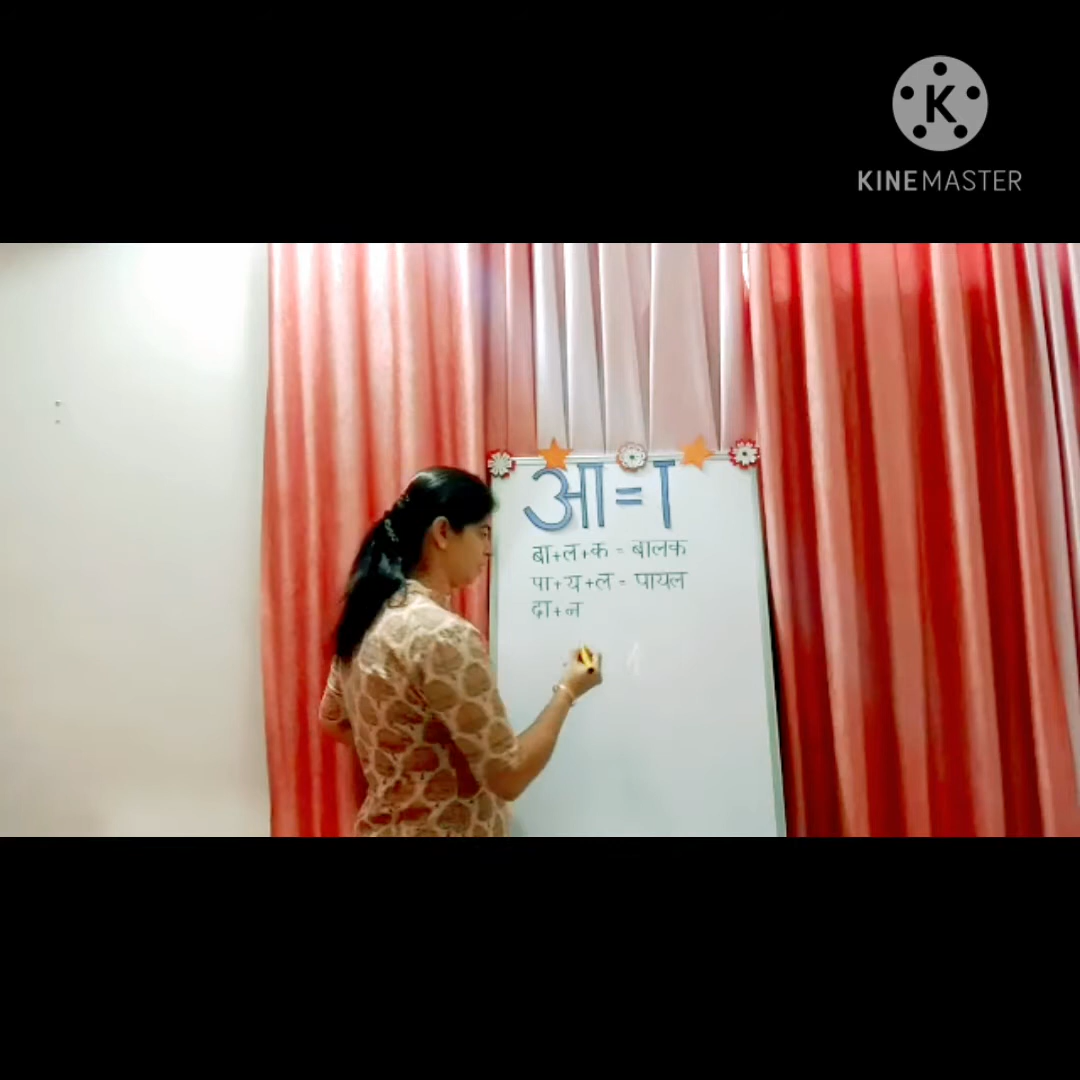 KINEMASTER
आ=ा
बा+ल+क = बालक
पा+य+ल = पायल
दा+न